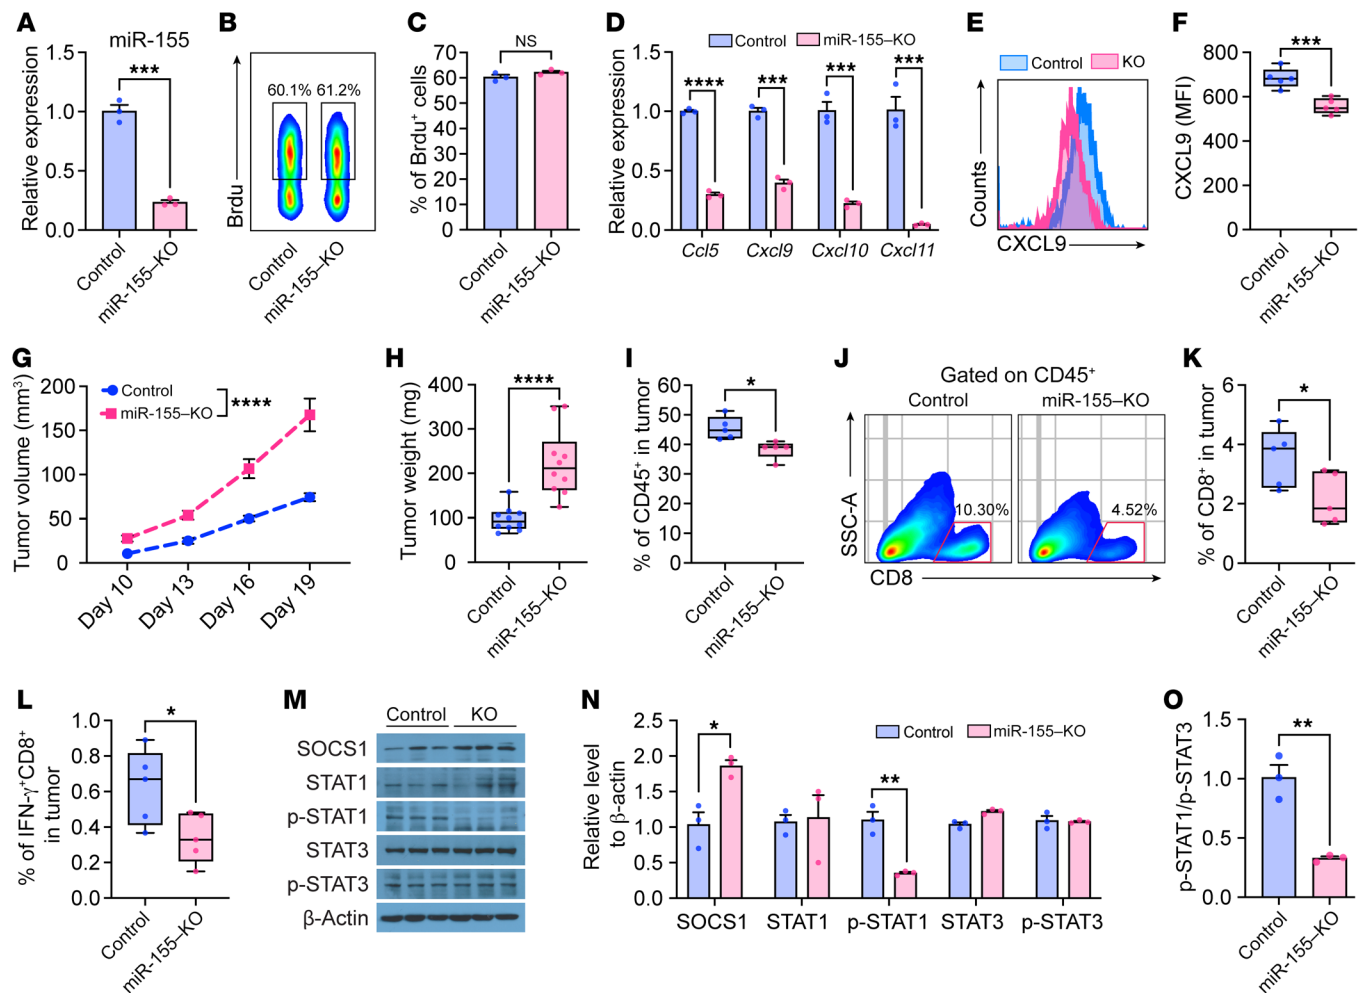 A
miR-155
Relative expression
1.5
1.0
0.5
0.0
***
Control
miR-155–KO
B
Brdu
60.1%
61.2%
Control
miR-155–KO
C
% of Brdu+ cells
70
60
50
40
30
20
10
0
NS
Control
miR-155–KO
D
Control
miR-155–KO
Relative expression
1.5
1.0
0.5
0.0
****
***
***
***
Ccl5
Cxcl9
Cxcl10
Cxcl11
E
Control
KO
Counts
CXCL9
F
CXCL9 (MFI)
800
600
400
200
0
***
Control
miR-155–KO
G
Tumor volume (mm³)
200
150
100
50
0
Control
miR-155–KO
****
Day 10
Day 13
Day 16
Day 19
H
Tumor weight (mg)
400
300
200
100
0
****
Control
miR-155–KO
I
% of CD45+ in tumor
60
50
40
30
20
10
0
*
Control
miR-155–KO
J
Gated on CD45+
Control
miR-155–KO
SSC-A
10.30%
4.52%
CD8
K
% of CD8+ in tumor
6
4
2
0
*
Control
miR-155–KO
L
% of IFN-γ+CD8+
in tumor
1.0
0.8
0.6
0.4
0.2
0.0
*
Control
miR-155–KO
M
Control
KO
SOCS1
STAT1
p-STAT1
STAT3
p-STAT3
β-Actin
N
Relative level
to β-actin
2.5
2.0
1.5
1.0
0.5
0.0
Control
miR-155–KO
*
**
SOCS1
STAT1
p-STAT1
STAT3
p-STAT3
O
p-STAT1/p-STAT3
1.5
1.0
0.5
0.0
**
Control
miR-155–KO